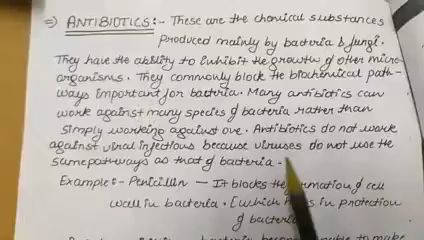 =) ANTIBIOTICS:- These are the chemical substances
produced mainly by bacteria & fungi.
They have the ability to inhibit the growth of other micro-
organisms. They commonly block the biochemical path-
ways important for bacteria. Many antibiotics can
work against many species of bacteria rather than
simply working against one. Antibiotics do not work
against viral infections because viruses do not use the
same pathways as that of bacteria.
Example:- Penicillin — It blocks the formation of cell
wall in bacteria. [which in protection
of bacteria
to make